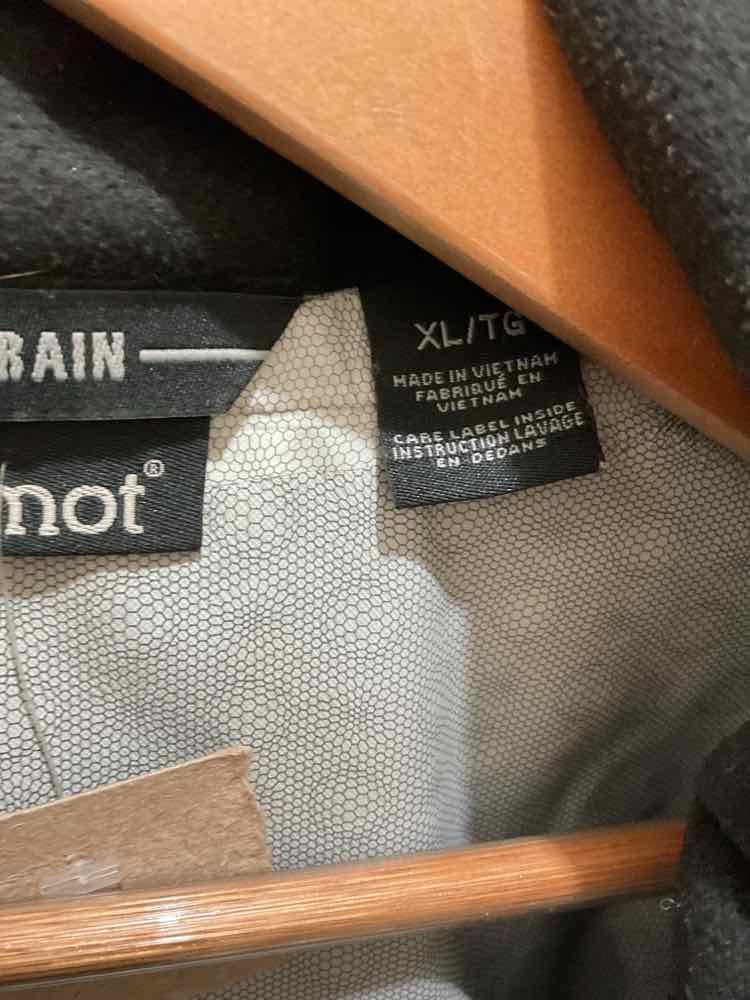 RAIN
mot®
XL/TG
MADE IN VIETNAM
FABRIQUÉ EN
VIETNAM
CARE LABEL INSIDE
INSTRUCTION LAVAGE
EN DEDANS